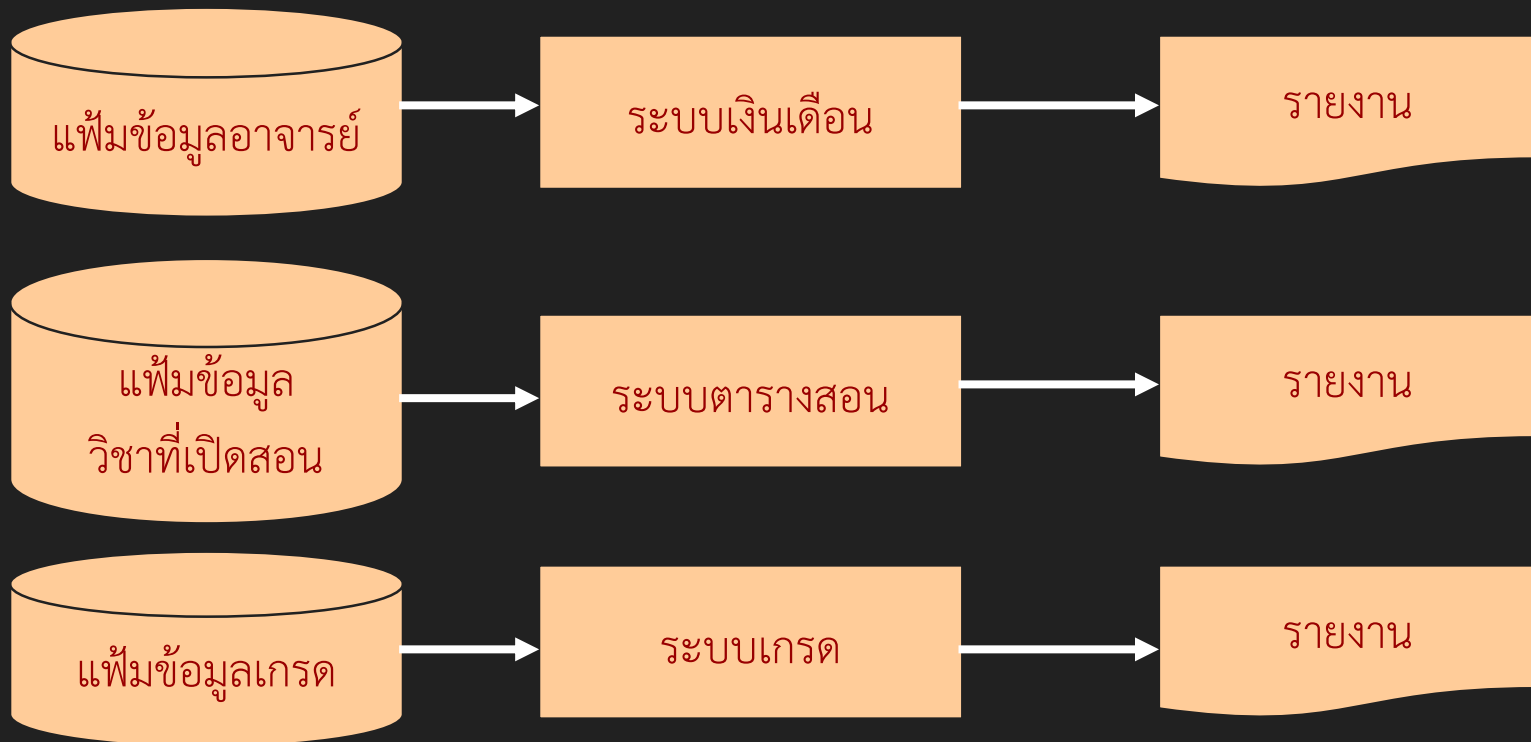 แฟ้มข้อมูลอาจารย์
ระบบเงินเดือน
รายงาน
แฟ้มข้อมูล
วิชาที่เปิดสอน
ระบบตารางสอน
รายงาน
แฟ้มข้อมูลเกรด
ระบบเกรด
รายงาน